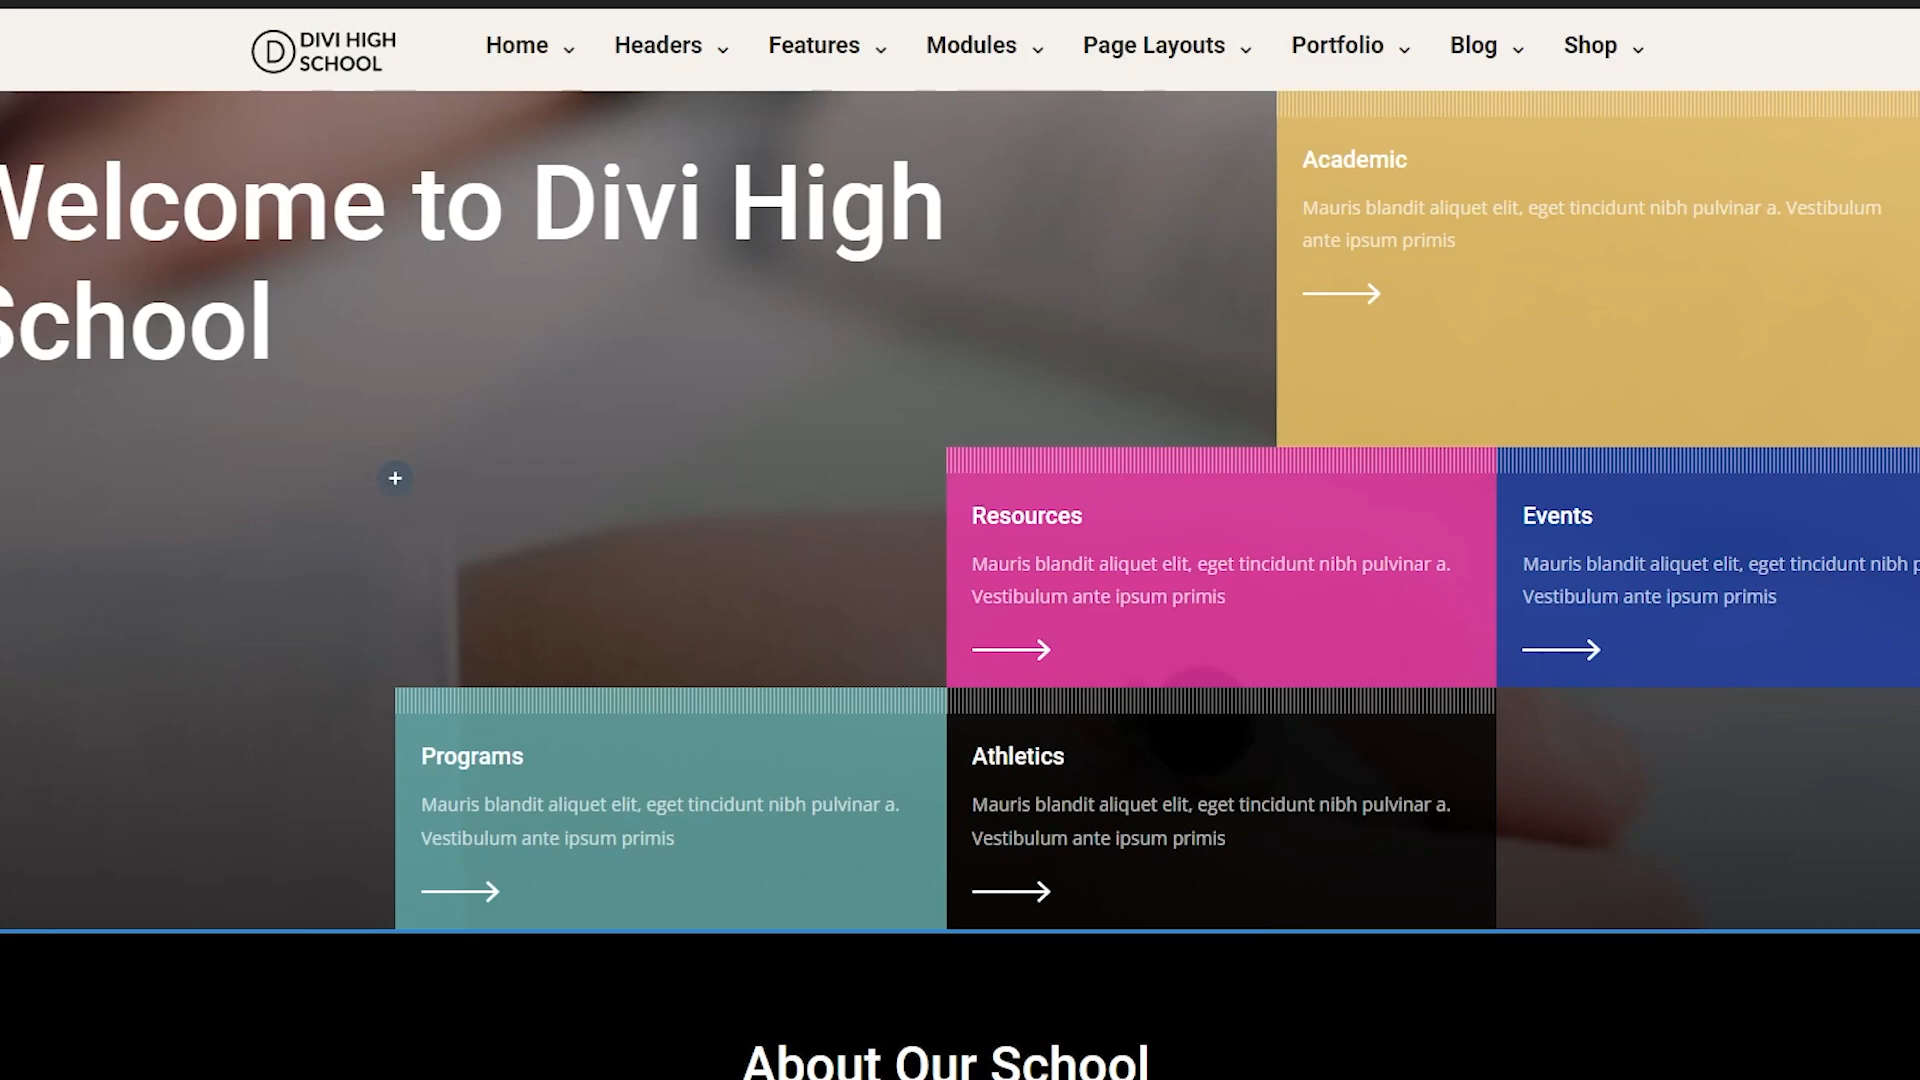 DIVI HIGH
SCHOOL
Home
Headers
Features
Modules
Page Layouts
Portfolio
Blog
Shop
Welcome to Divi High
School
Academic
Mauris blandit aliquet elit, eget tincidunt nibh pulvinar a. Vestibulum
ante ipsum primis
Resources
Mauris blandit aliquet elit, eget tincidunt nibh pulvinar a.
Vestibulum ante ipsum primis
Events
Mauris blandit aliquet elit, eget tincidunt nibh
Vestibulum ante ipsum primis
Programs
Mauris blandit aliquet elit, eget tincidunt nibh pulvinar a.
Vestibulum ante ipsum primis
Athletics
Mauris blandit aliquet elit, eget tincidunt nibh pulvinar a.
Vestibulum ante ipsum primis
About Our School